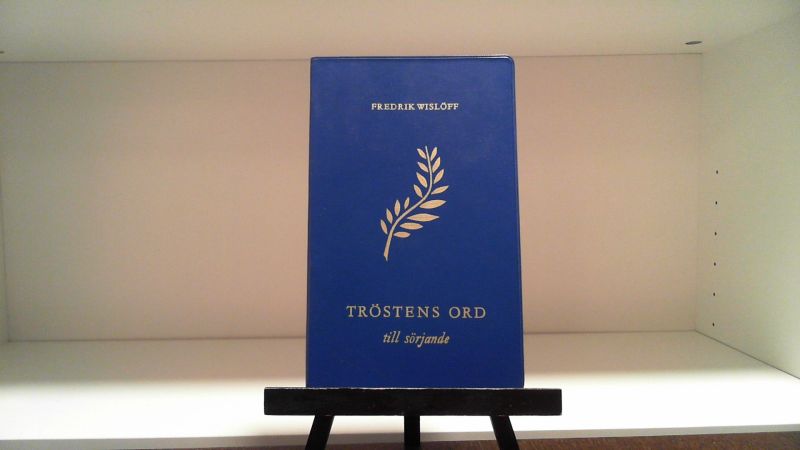 FREDRIK WISLÖFF
TRÖSTENS ORD
till sörjande